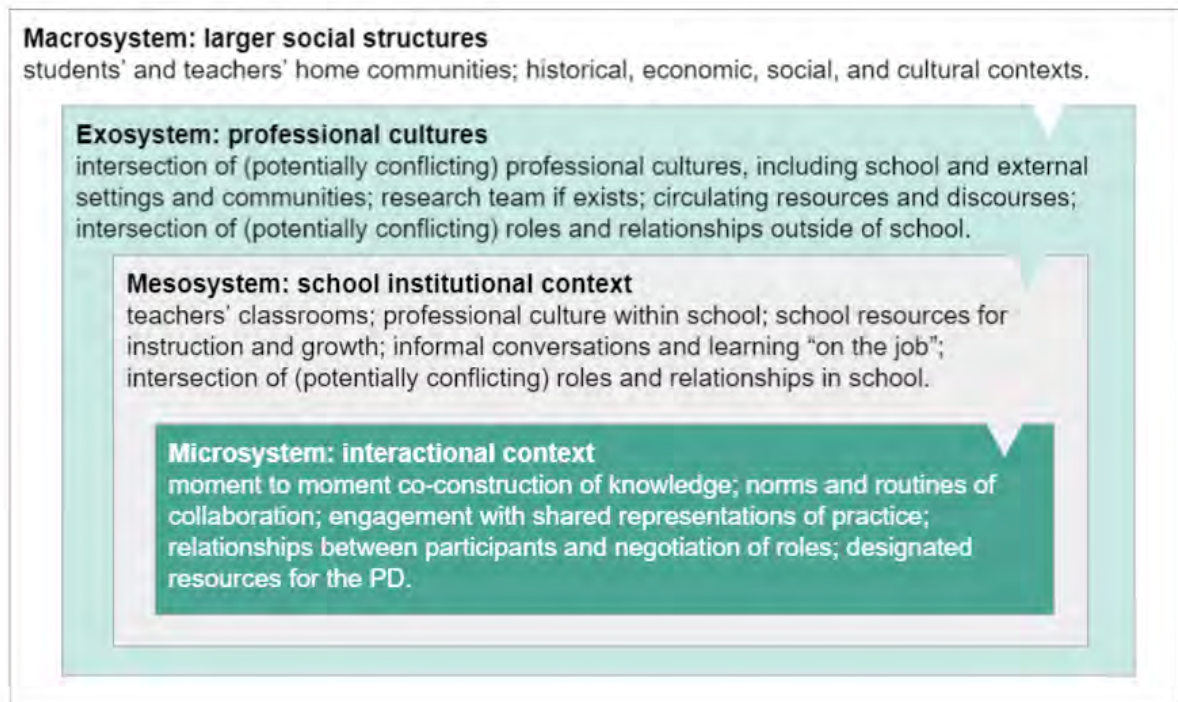 Macrosystem: larger social structures
students’ and teachers’ home communities; historical, economic, social, and cultural contexts.
Exosystem: professional cultures
intersection of (potentially conflicting) professional cultures, including school and external
settings and communities; research team if exists; circulating resources and discourses;
intersection of (potentially conflicting) roles and relationships outside of school.
Mesosystem: school institutional context
teachers’ classrooms; professional culture within school; school resources for
instruction and growth; informal conversations and learning “on the job”;
intersection of (potentially conflicting) roles and relationships in school.
Microsystem: interactional context
moment to moment co-construction of knowledge; norms and routines of
collaboration; engagement with shared representations of practice;
relationships between participants and negotiation of roles; designated
resources for the PD.